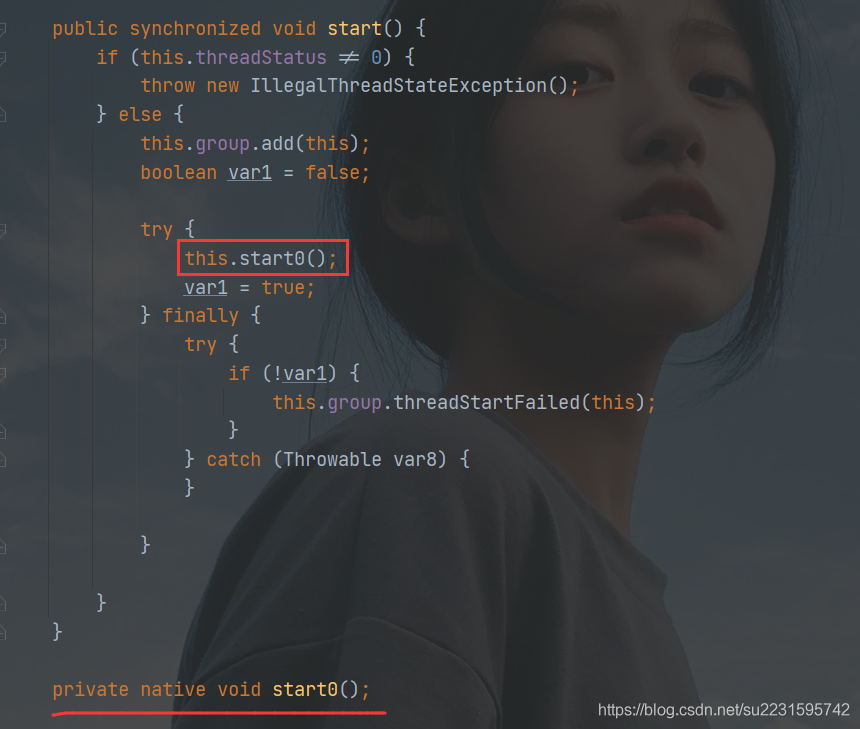 public synchronized void start() {
if (this.threadStatus ≠ 0) {
throw new IllegalThreadStateException();
} else {
this.group.add(this);
boolean var1 = false;
try {
this.start0();
var1 = true;
} finally {
try {
if (!var1) {
this.group.threadStartFailed(this);
}
} catch (Throwable var8) {
}
}
}
}
private native void start0();
https://blog.csdn.net/su2231595742